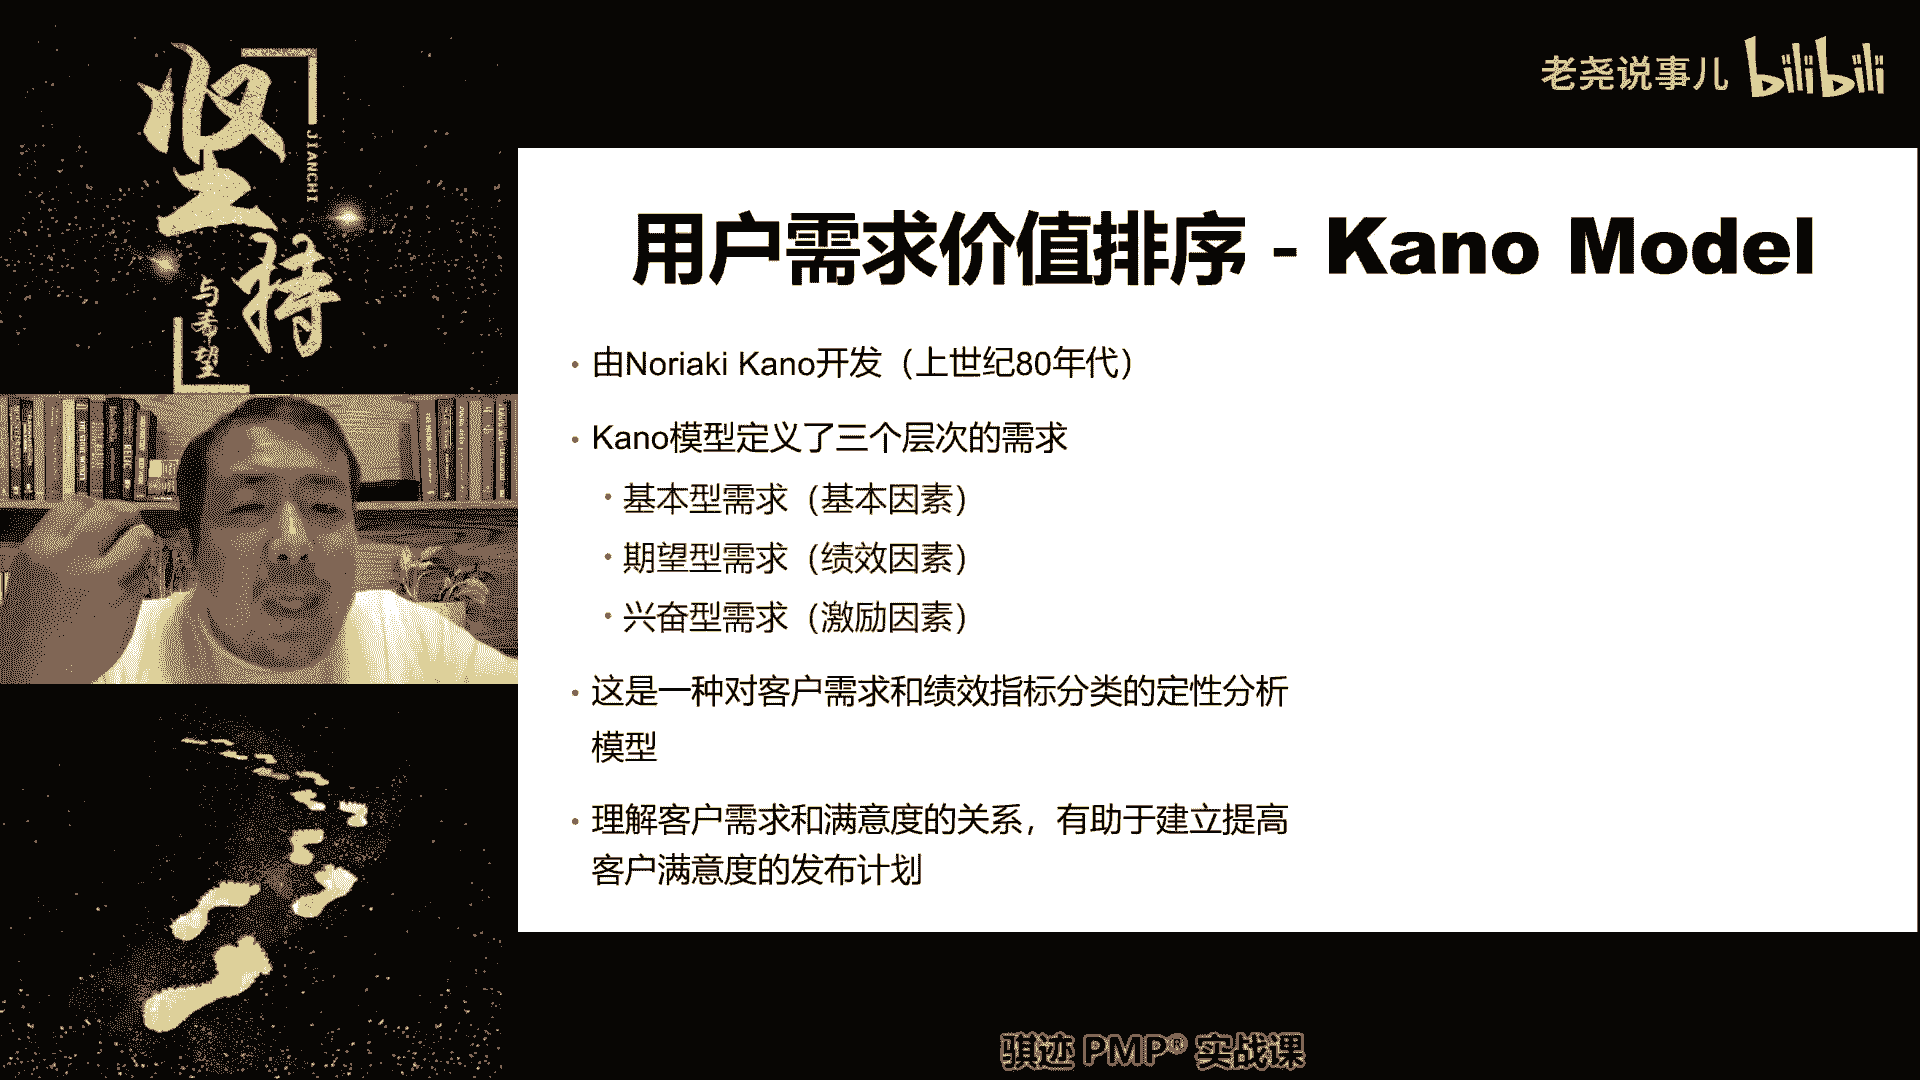 坚持
JIANCHI
与希望
老尧说事儿 bilibili
用户需求价值排序 - Kano Model
• 由Noriaki Kano开发（上世纪80年代）
• Kano模型定义了三个层次的需求
• 基本型需求（基本因素）
• 期望型需求（绩效因素）
• 兴奋型需求（激励因素）
• 这是一种对客户需求和绩效指标分类的定性分析
模型
• 理解客户需求和满意度的关系，有助于建立提高
客户满意度的发布计划
骐迹 PMP® 实战课